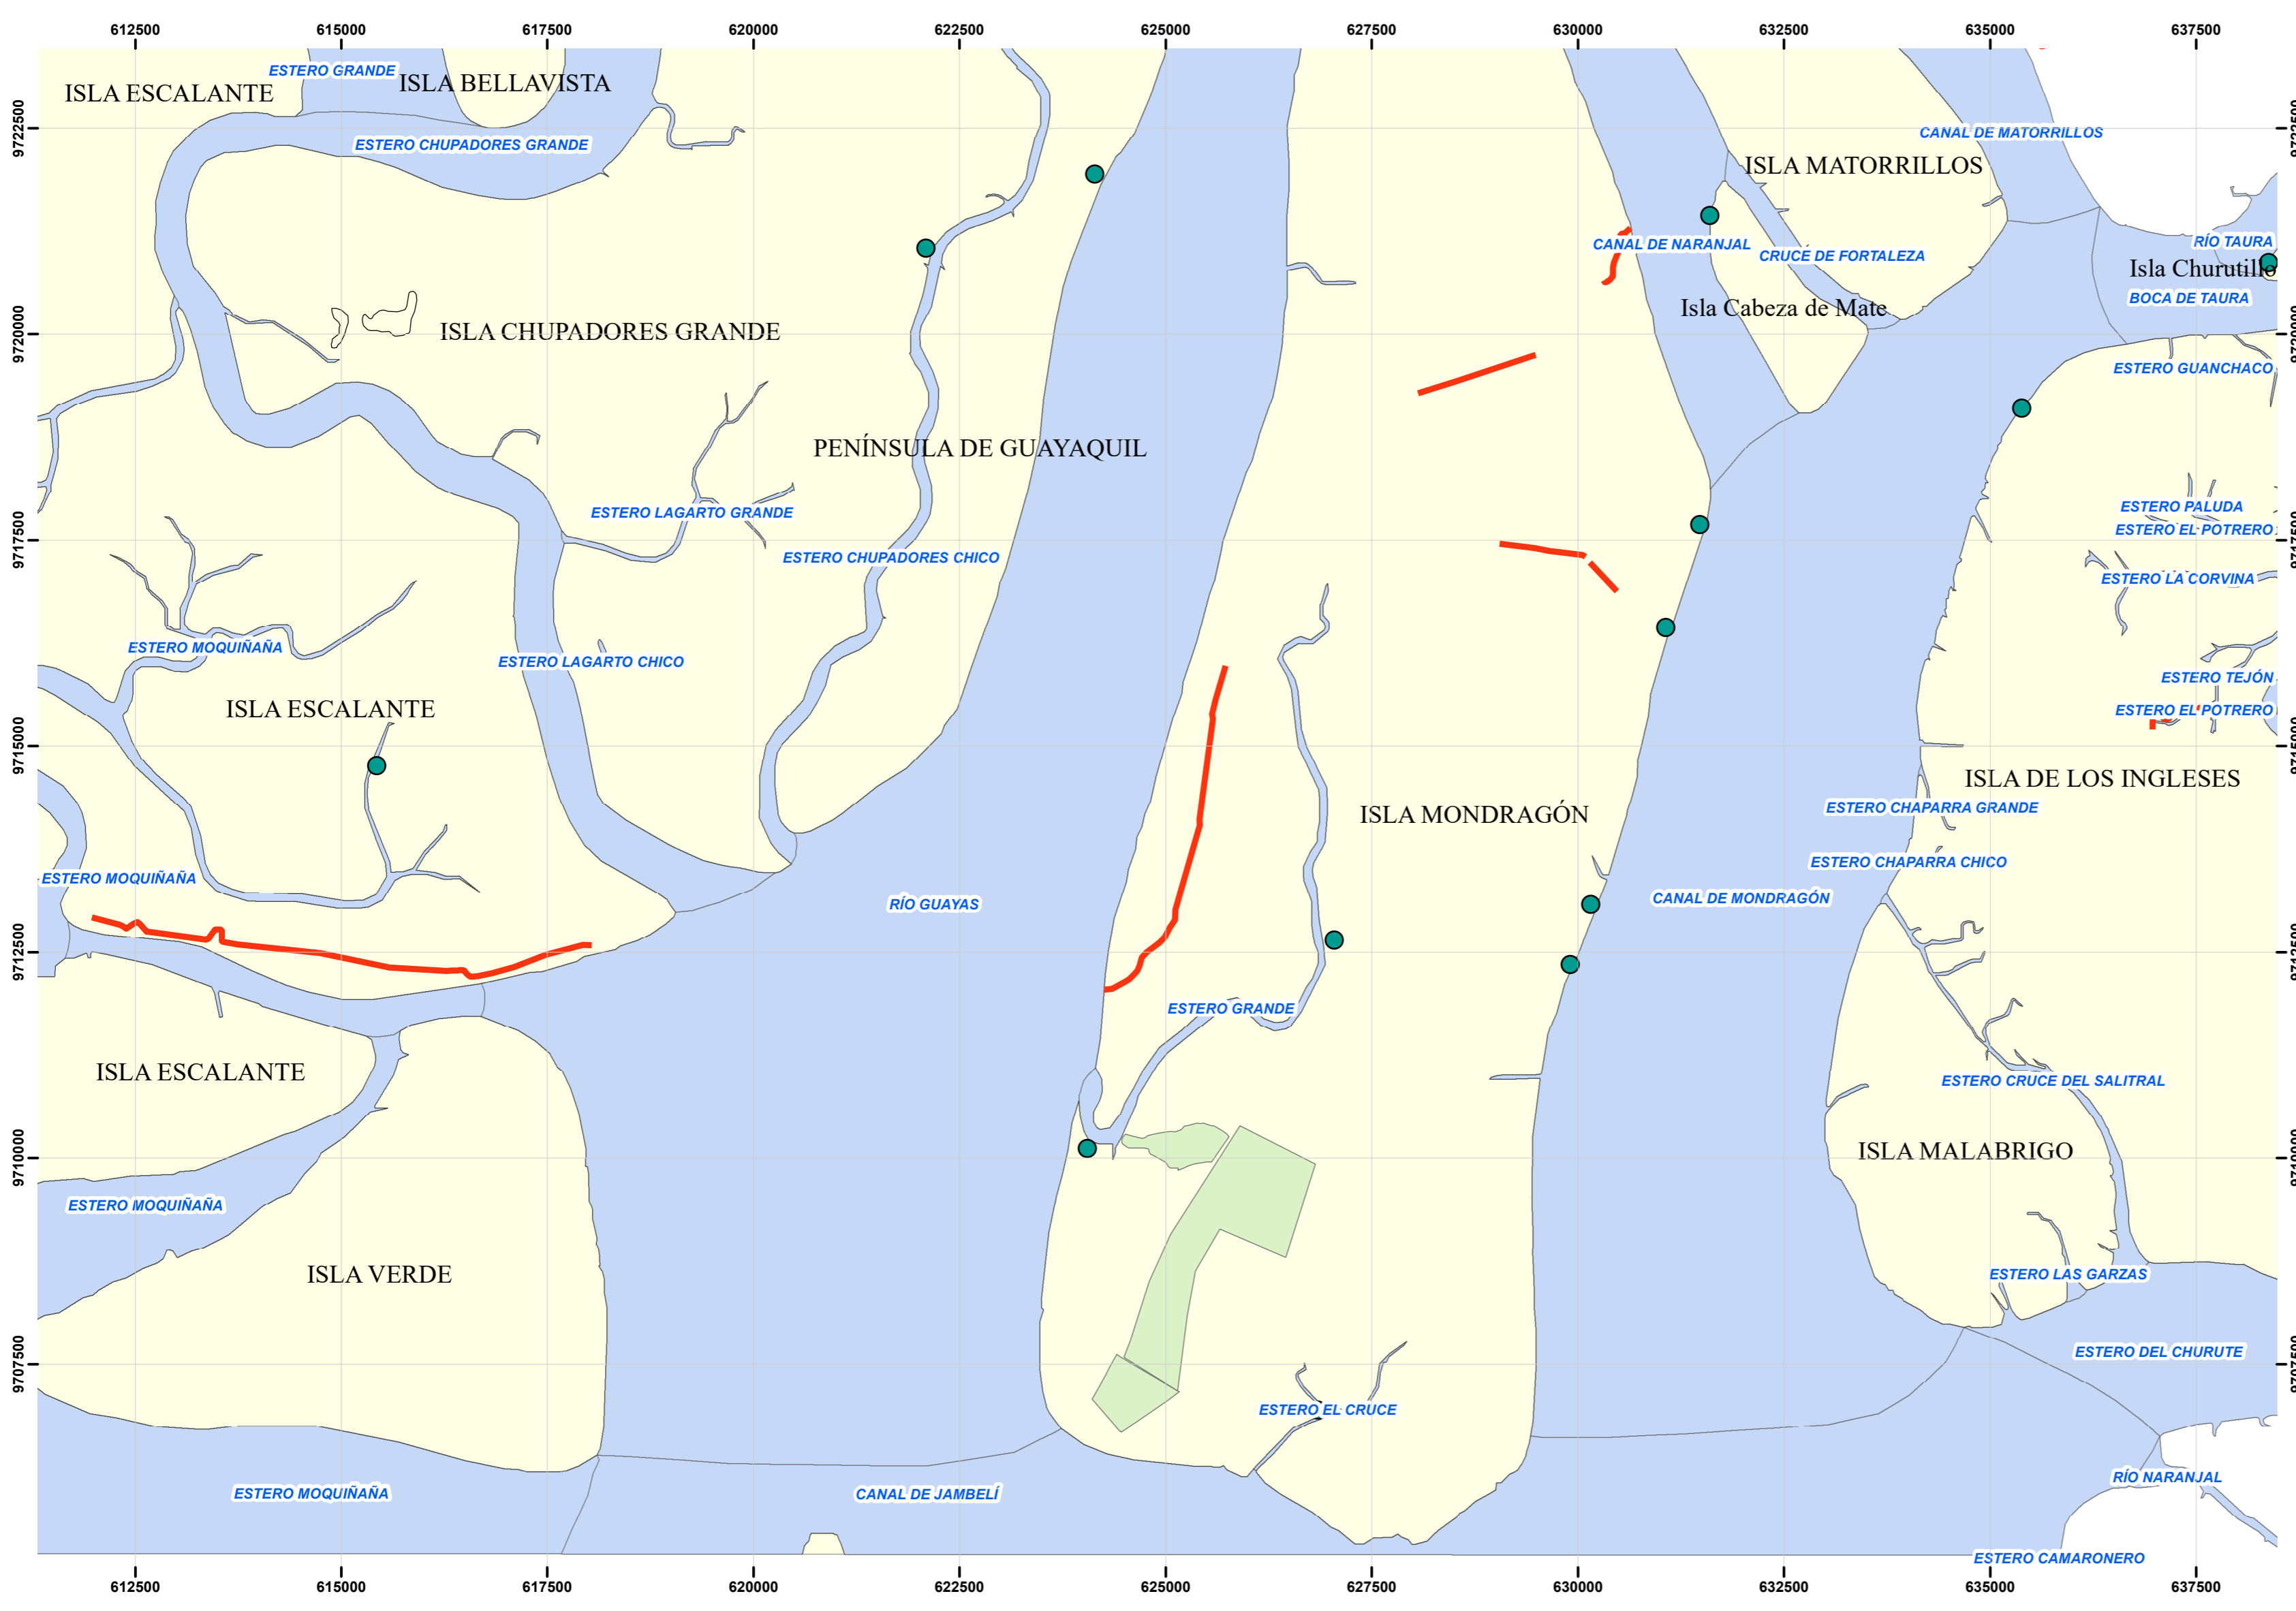 612500 615000 617500 620000 622500 625000 627500 630000 632500 635000 637500
ESTERO GRANDE
ISLA BELLAVISTA
ISLA ESCALANTE
9722500
9722500
CANAL DE MATORRILLOS
ESTERO CHUPADORES GRANDE
ISLA MATORRILLOS
RÍO TAURA
CANAL DE NARANJAL
CRUCE DE FORTALEZA
Isla Churutillo
BOCA DE TAURA
Isla Cabeza de Mate
9720000
ISLA CHUPADORES GRANDE
9720000
ESTERO GUANCHACO
PENÍNSULA DE GUAYAQUIL
ESTERO PALUDA
ESTERO LAGARTO GRANDE
ESTERO EL POTRERO
9717500
9717500
ESTERO CHUPADORES CHICO
ESTERO LA CORVINA
ESTERO MOQUIÑAÑA
ESTERO LAGARTO CHICO
ESTERO TEJÓN
ISLA ESCALANTE
ESTERO EL POTRERO
9715000
9715000
ISLA DE LOS INGLESES
ESTERO CHAPARRA GRANDE
ISLA MONDRAGÓN
ESTERO CHAPARRA CHICO
ESTERO MOQUIÑAÑA
CANAL DE MONDRAGÓN
RÍO GUAYAS
9712500
9712500
ESTERO GRANDE
ISLA ESCALANTE
ESTERO CRUCE DEL SALITRAL
ISLA MALABRIGO
9710000
9710000
ESTERO MOQUIÑAÑA
ISLA VERDE
ESTERO LAS GARZAS
ESTERO DEL CHURUTE
9707500
9707500
ESTERO EL CRUCE
RÍO NARANJAL
ESTERO MOQUIÑAÑA
CANAL DE JAMBELÍ
ESTERO CAMARONERO
612500 615000 617500 620000 622500 625000 627500 630000 632500 635000 637500